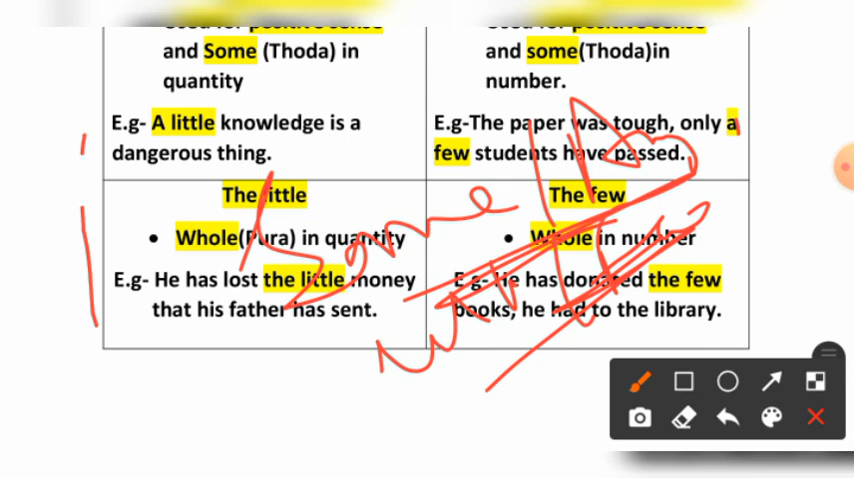 and Some (Thoda) in
quantity
E.g- A little knowledge is a
dangerous thing.
and some(Thoda)in
number.
E.g-The paper was tough, only a
few students have passed.
The little
• Whole(Pura) in quantity
E.g- He has lost the little money
that his father has sent.
The few
• Whole in number
E.g- He has donated the few
books, he had to the library.
Some